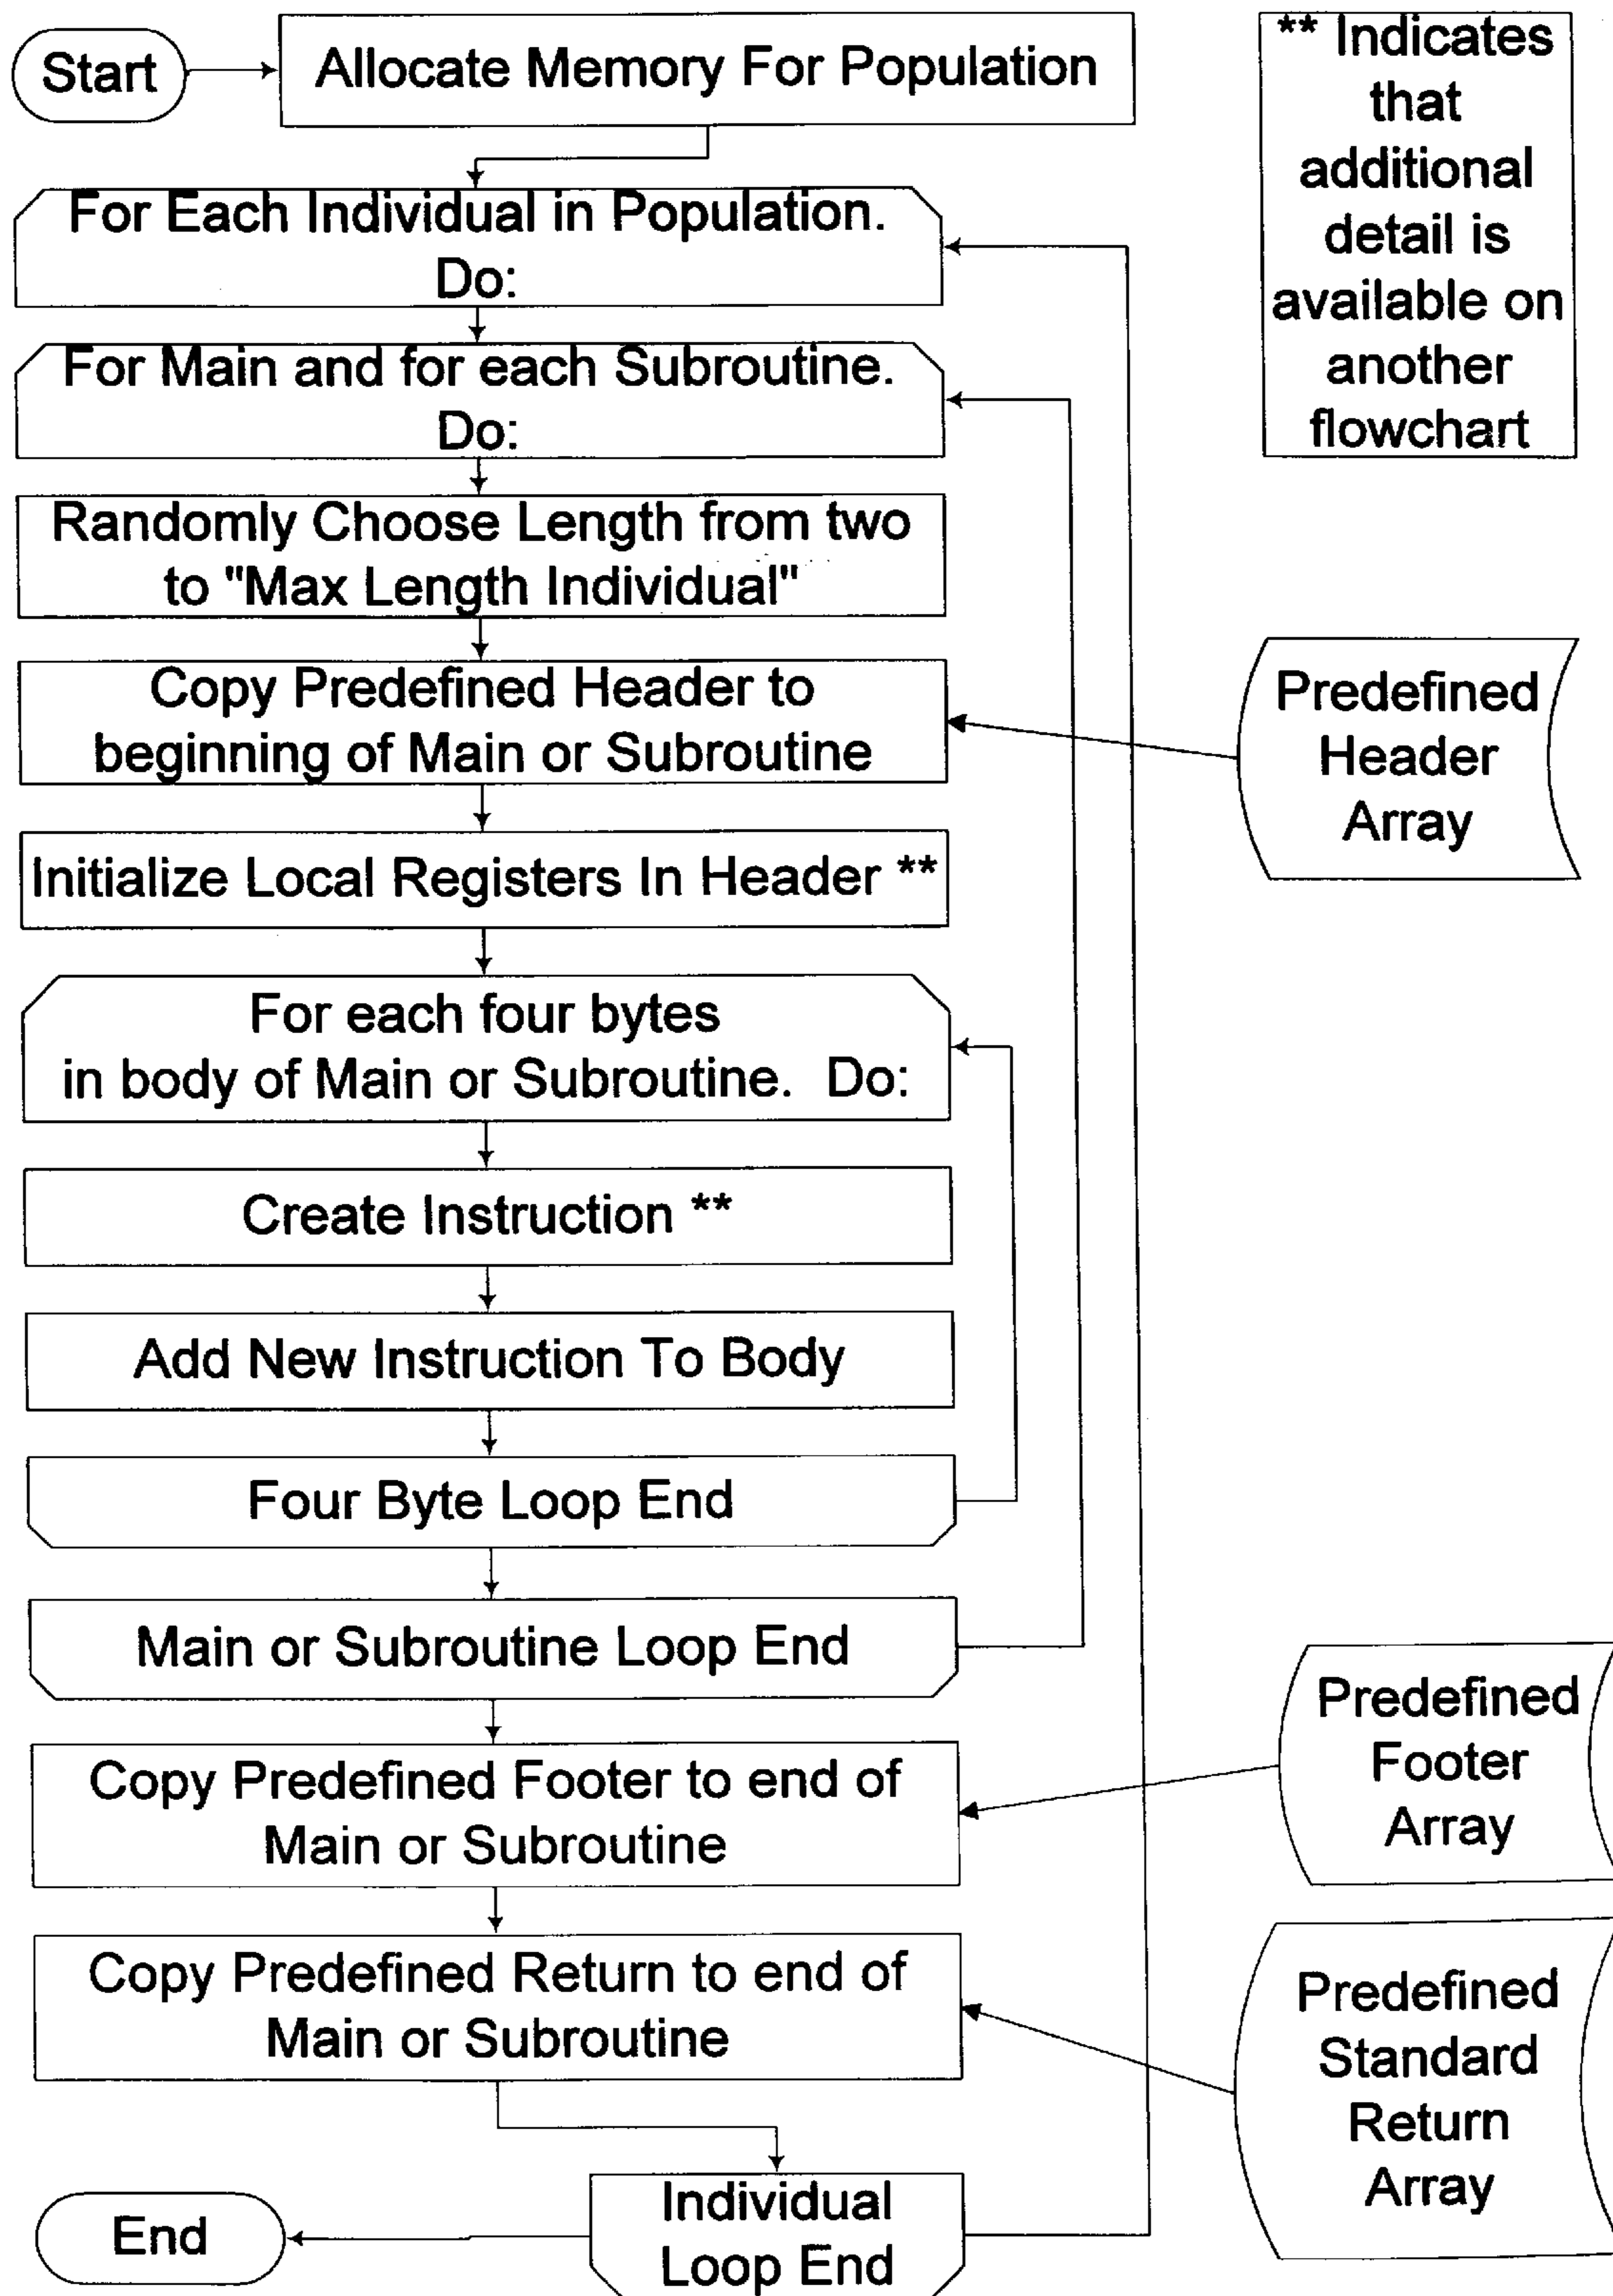 Start
Allocate Memory For Population
** Indicates
that
additional
detail is
available on
another
flowchart
For Each Individual in Population.
Do:
For Main and for each Subroutine.
Do:
Randomly Choose Length from two
to "Max Length Individual"
Copy Predefined Header to
beginning of Main or Subroutine
Predefined
Header
Array
Initialize Local Registers In Header **
For each four bytes
in body of Main or Subroutine.  Do:
Create Instruction **
Add New Instruction To Body
Four Byte Loop End
Main or Subroutine Loop End
Copy Predefined Footer to end of
Main or Subroutine
Predefined
Footer
Array
Copy Predefined Return to end of
Main or Subroutine
Predefined
Standard
Return
Array
Individual
Loop End
End